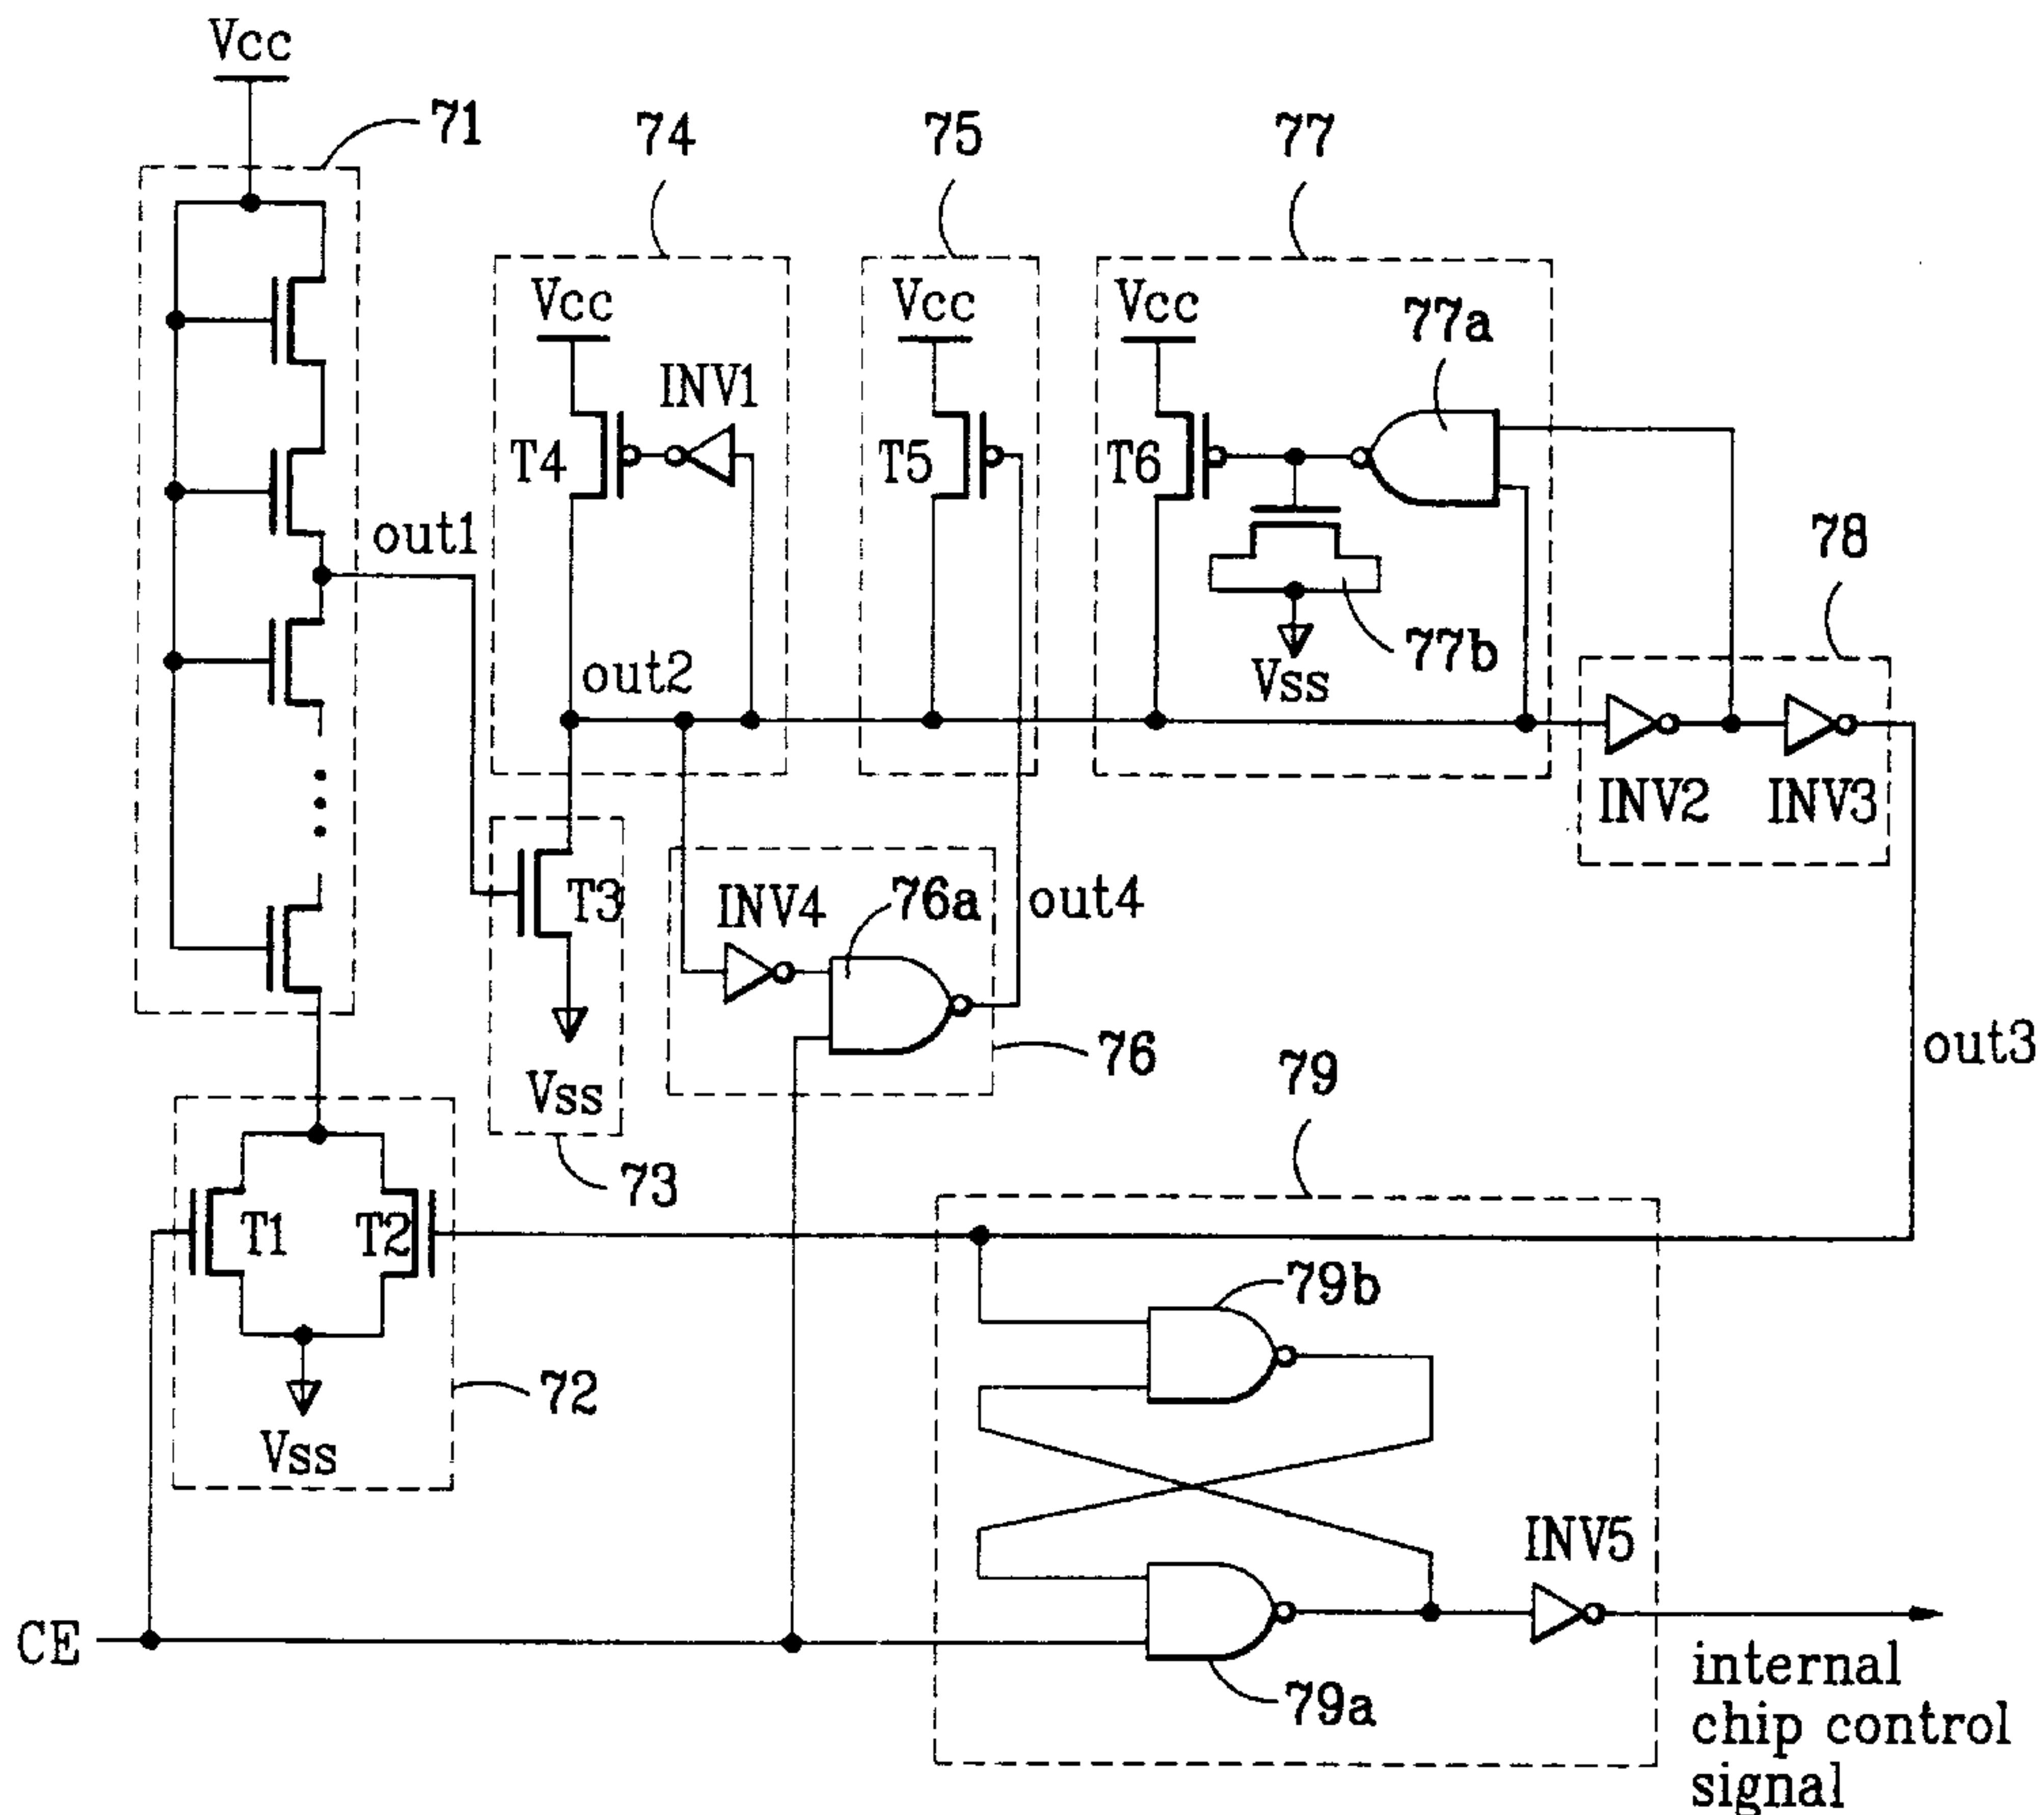 Vcc
71
74
75
77
Vcc
Vcc
Vcc
77a
INV1
T4
T5
T6
78
out1
77b
out2
Vss
INV2
INV3
T3
INV4
76a
out4
out3
Vss
76
79
73
T1
T2
79b
72
Vss
INV5
CE
internal
chip control
signal
79a